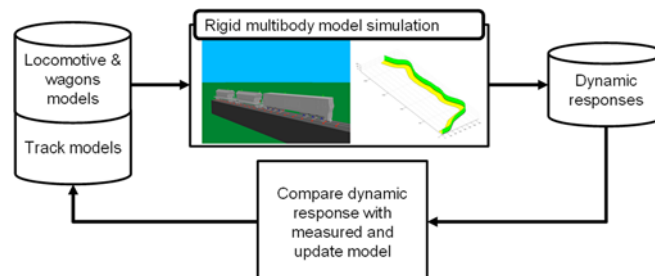 Rigid multibody model simulation
Locomotive &
wagons
models
Track models
Dynamic
responses
Compare dynamic
response with
measured and
update model